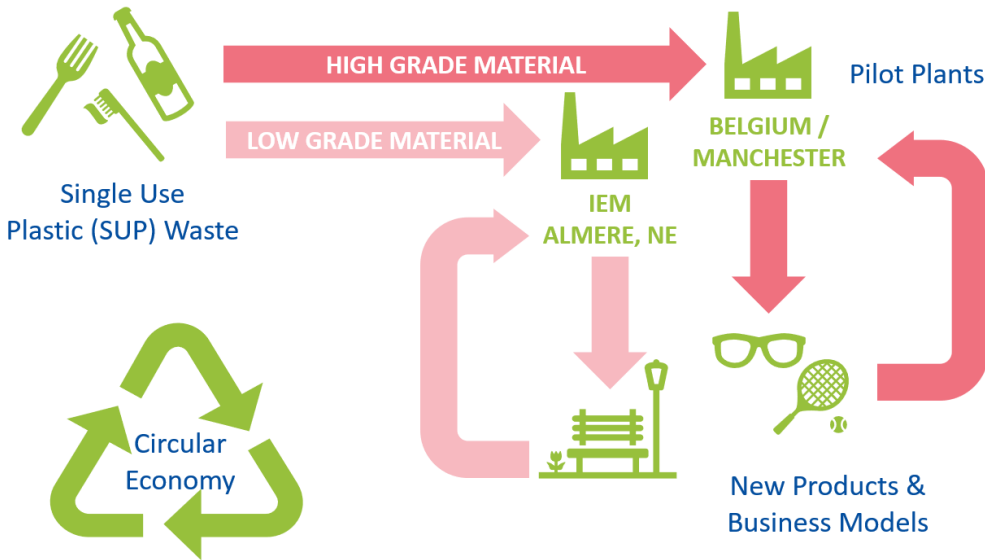 HIGH GRADE MATERIAL
Pilot Plants
LOW GRADE MATERIAL
BELGIUM /
MANCHESTER
Single Use
Plastic (SUP) Waste
IEM
ALMERE, NE
Circular
Economy
New Products &
Business Models